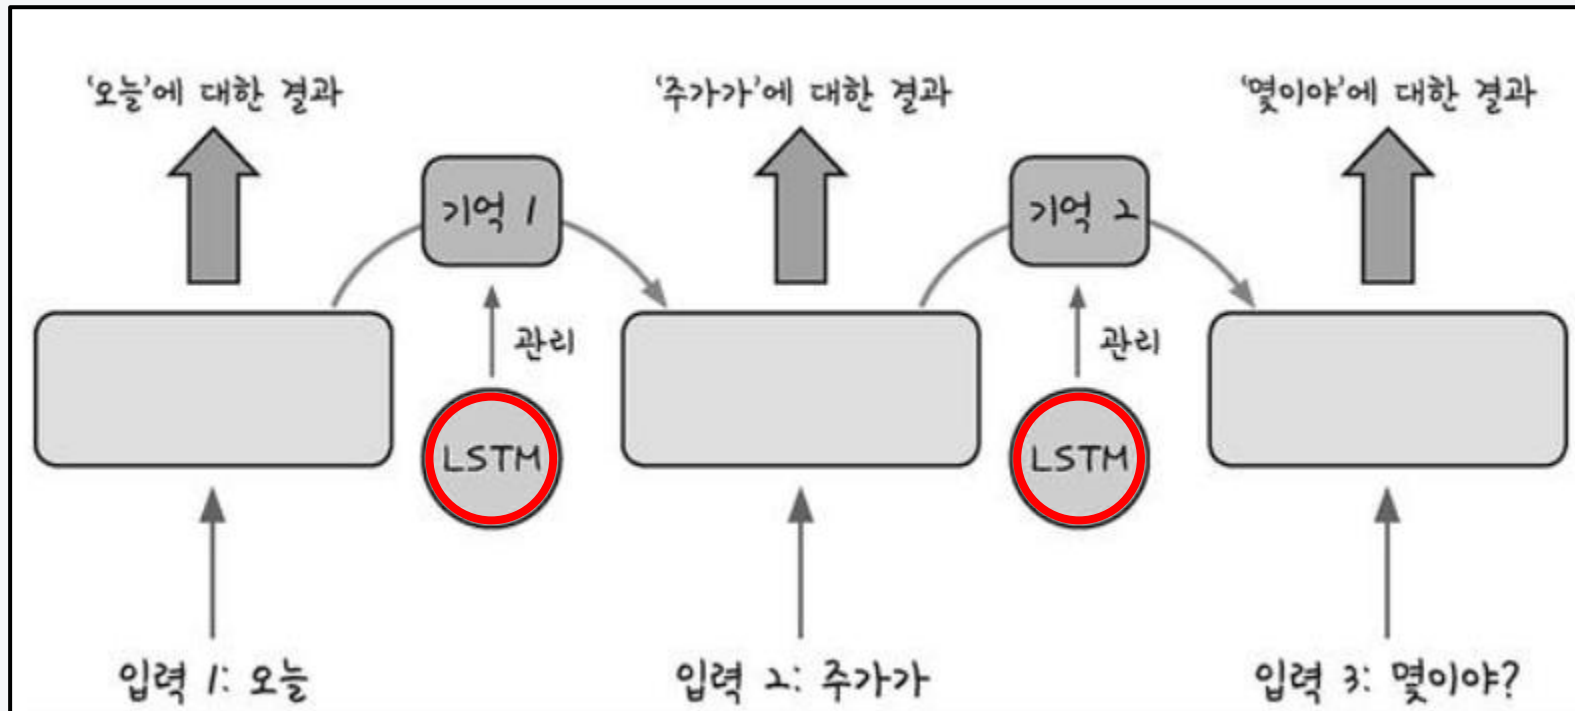 '오늘'에 대한 결과
'주가가'에 대한 결과
'몇이야'에 대한 결과
기억 1
기억 2
관리
관리
LSTM
LSTM
입력 1: 오늘
입력 2: 주가가
입력 3: 몇이야?